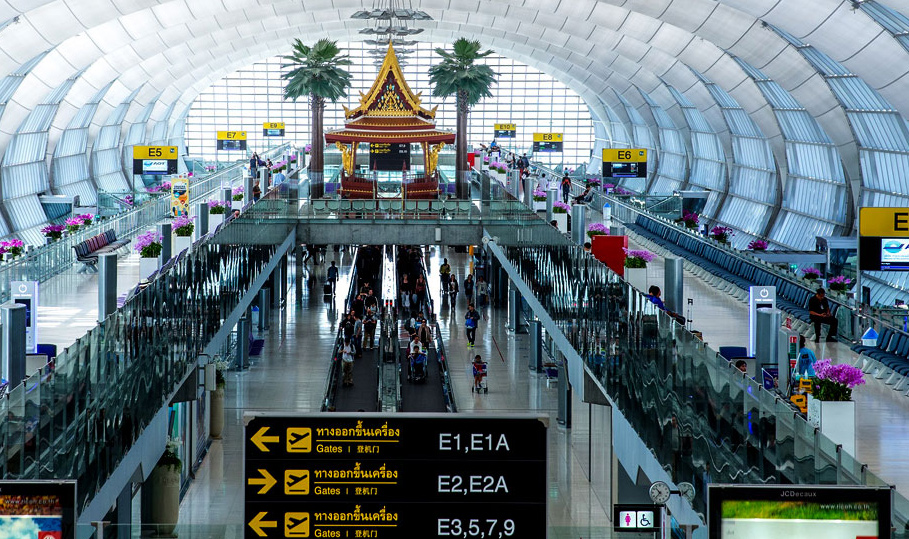 E9
E7
E10
E8
E5
E6
ทางออกขึ้นเครื่อง
Gates | 登机门
E1,E1A
ทางออกขึ้นเครื่อง
Gates | 登机门
E2,E2A
ทางออกขึ้นเครื่อง
Gates | 登机门
E3,5,7,9
JCDecaux